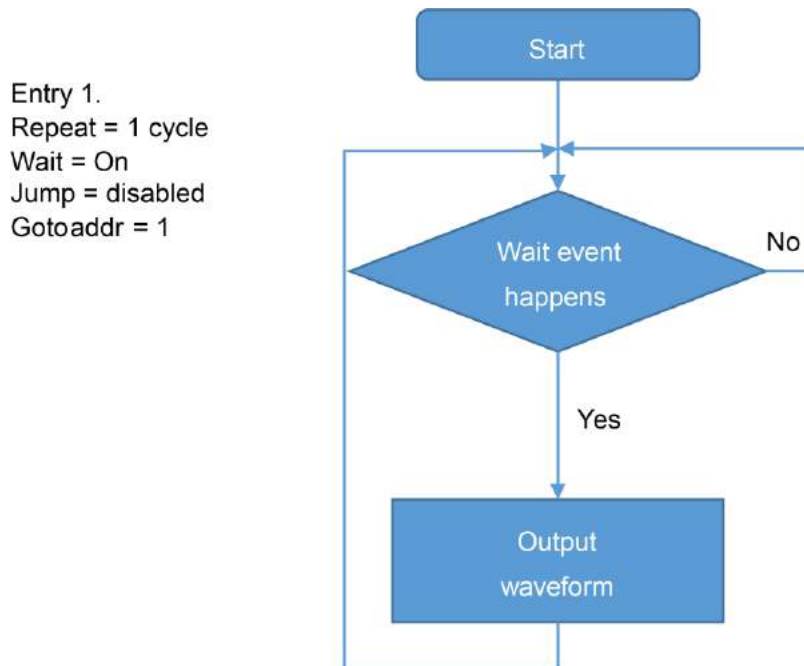 Start
Entry 1.
Repeat = 1 cycle
Wait = On
Jump = disabled
Gotoaddr = 1
Wait event
happens
No
Yes
Output
waveform